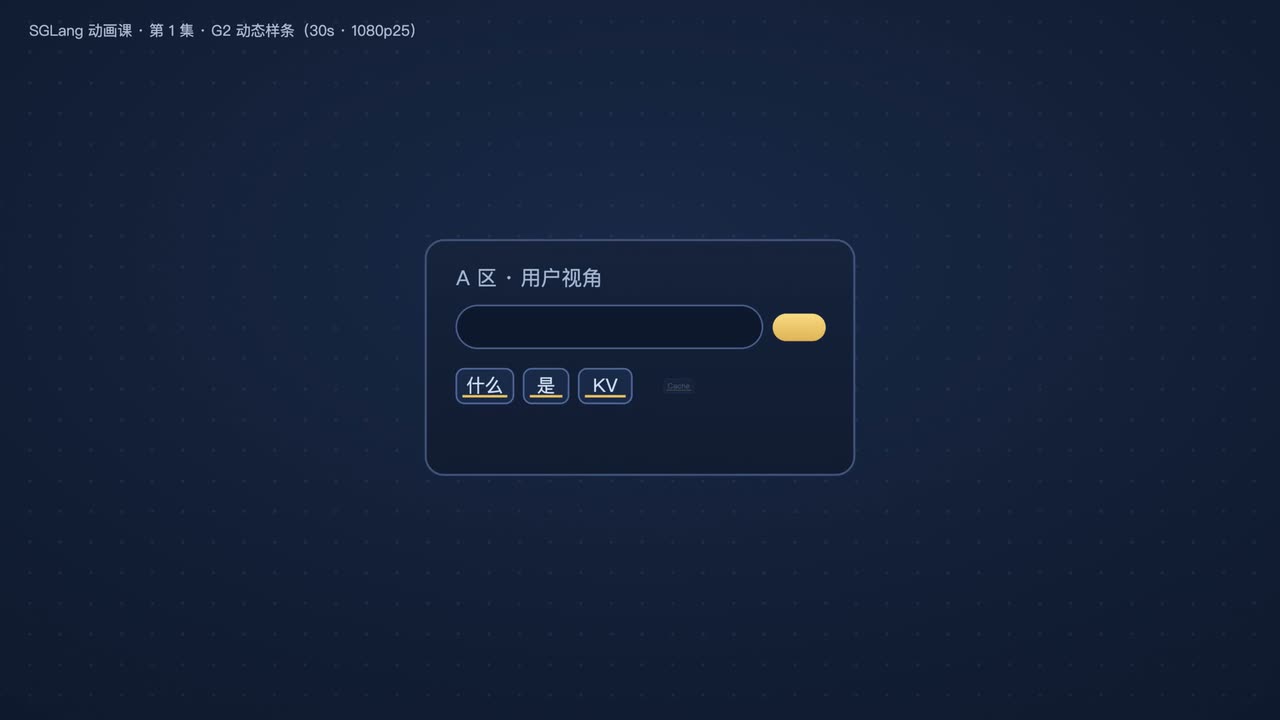 SGLang 动画课 · 第 1 集 · G2 动态样条（30s · 1080p25）
A 区 · 用户视角
什么 是 KV Cache